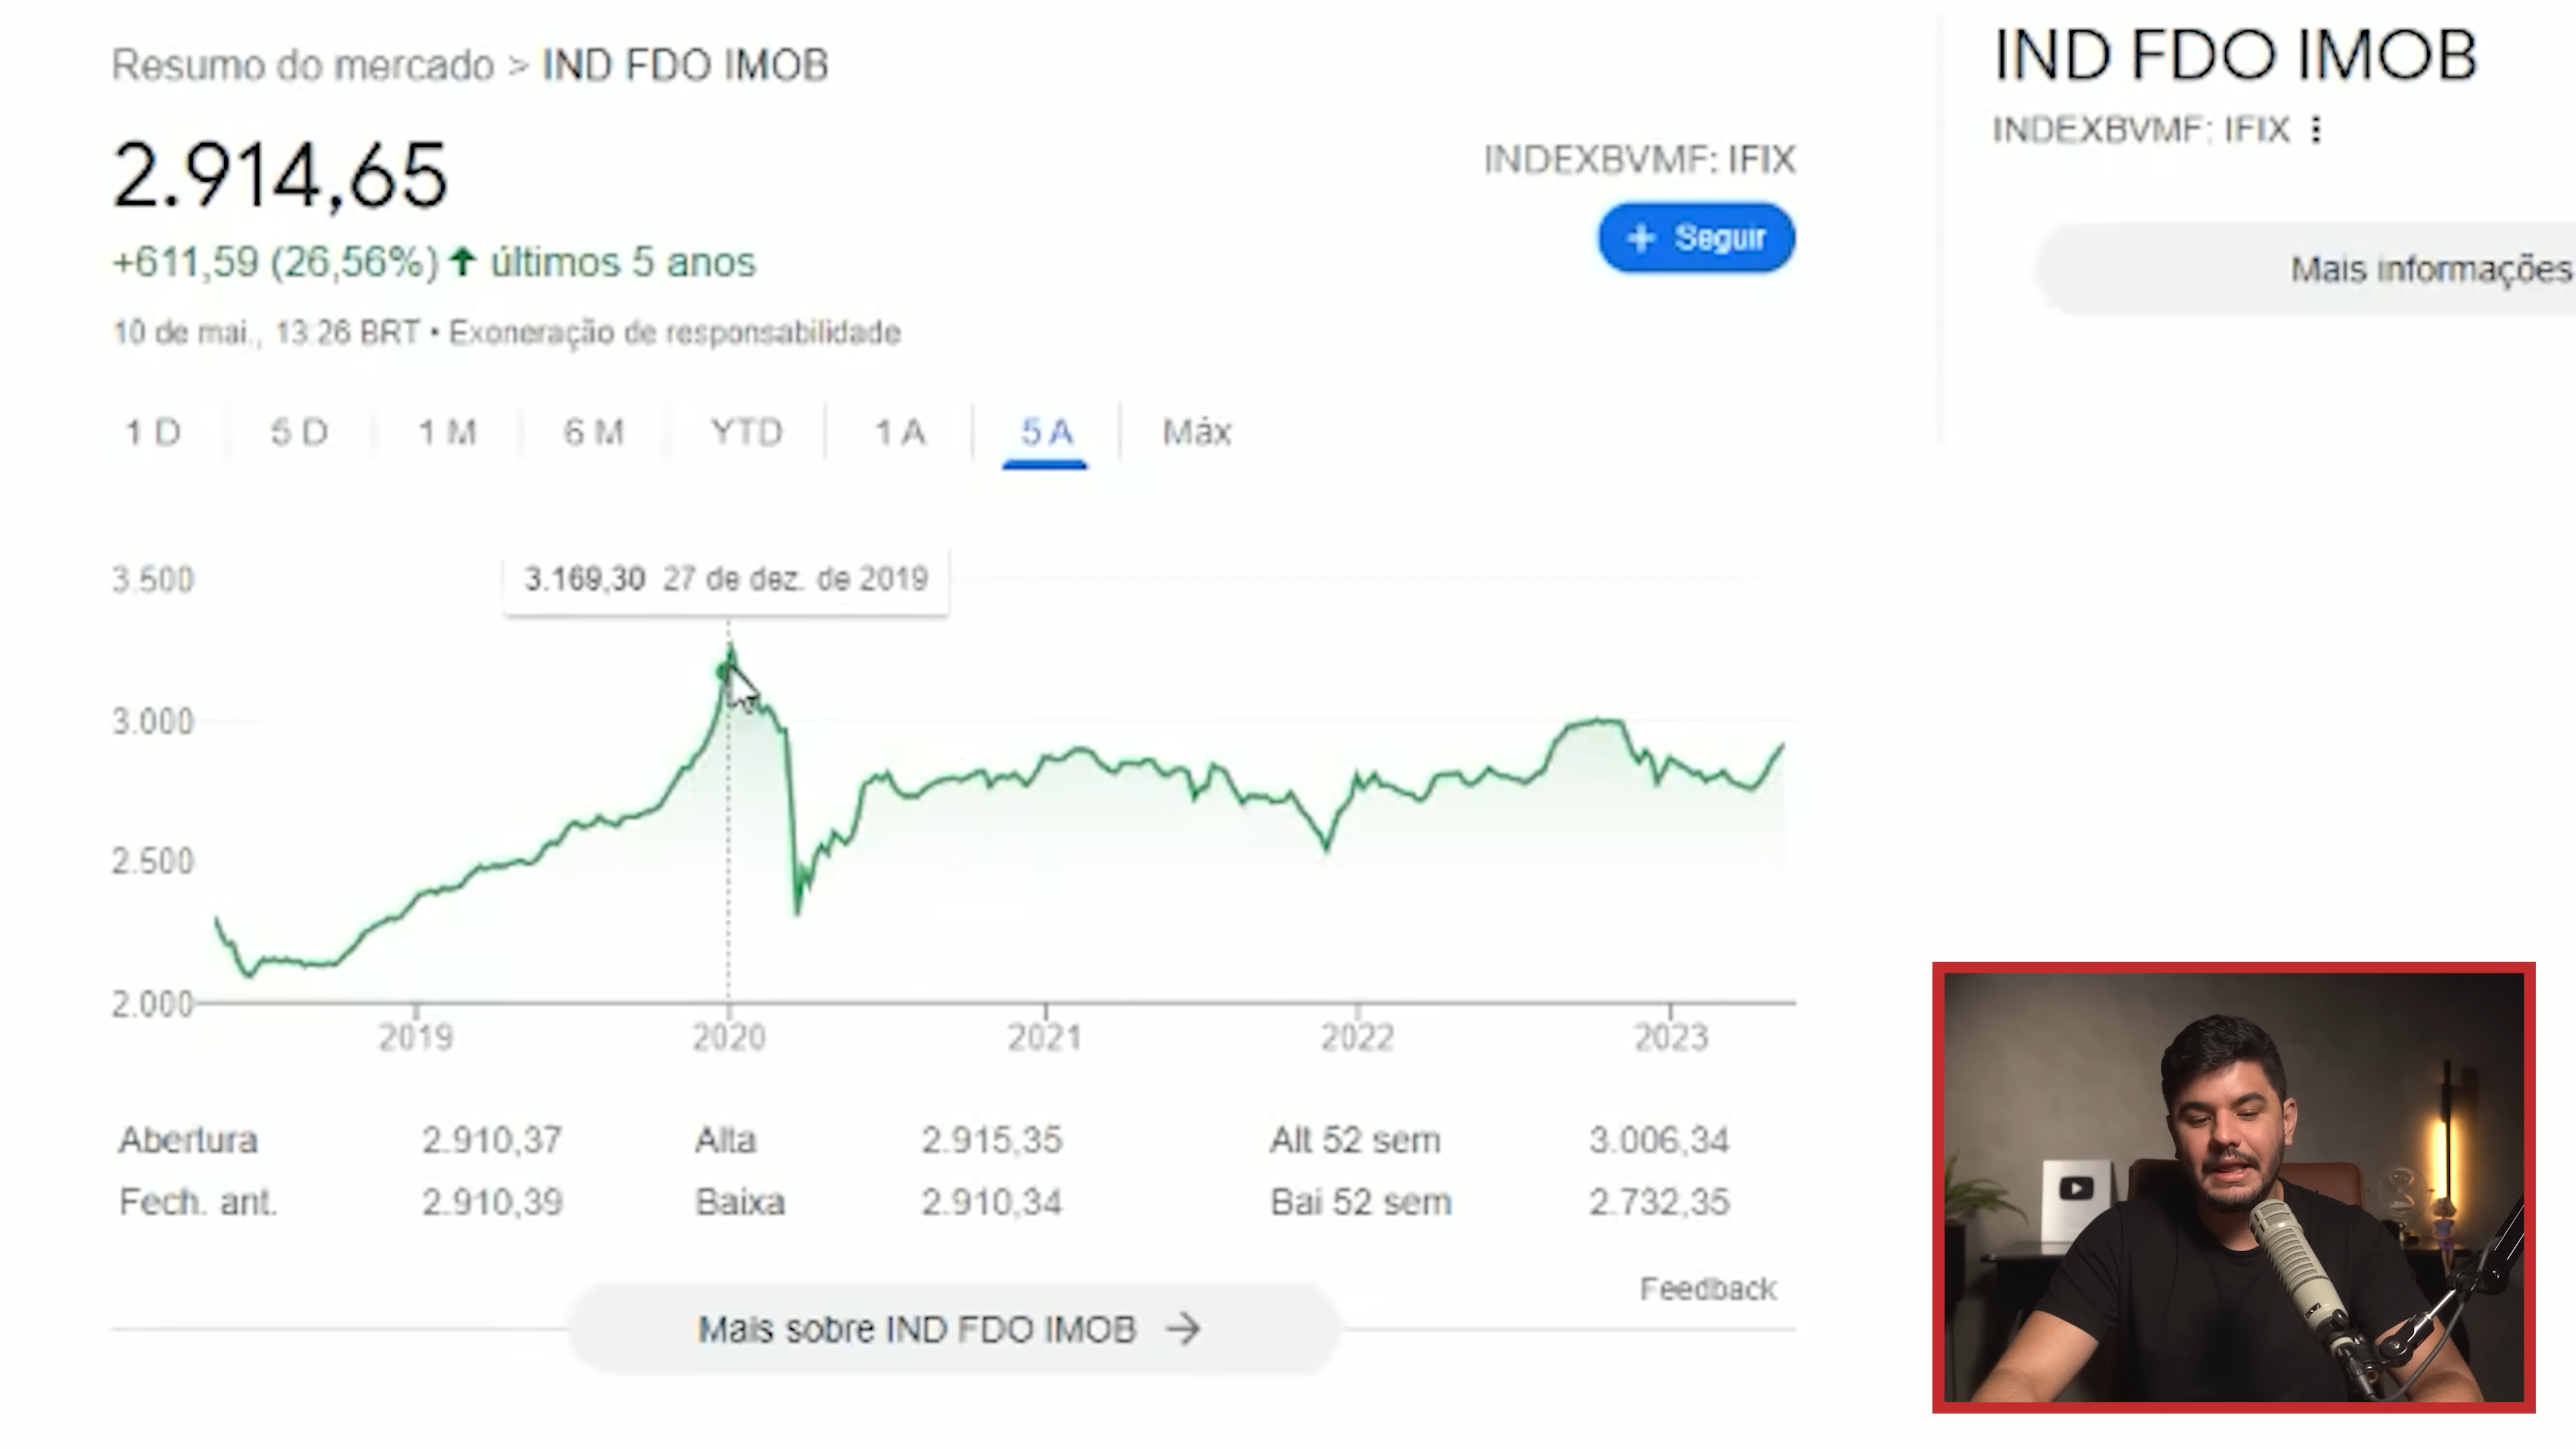 Resumo do mercado > IND FDO IMOB
2.914,65
+611,59 (26,56%) ↑ últimos 5 anos
10 de mai., 13:26 BRT • Exoneração de responsabilidade
INDEXBVMF: IFIX
+ Seguir
1 D 5 D 1 M 6 M YTD 1 A 5 A Máx
3.169,30 27 de dez. de 2019
3.500
3.000
2.500
2.000
2019 2020 2021 2022 2023
Abertura 2.910,37 Alta 2.915,35 Alt 52 sem 3.006,34
Fech. ant. 2.910,39 Baixa 2.910,34 Bai 52 sem 2.732,35
Feedback
Mais sobre IND FDO IMOB →
IND FDO IMOB
INDEXBVMF: IFIX
Mais informações